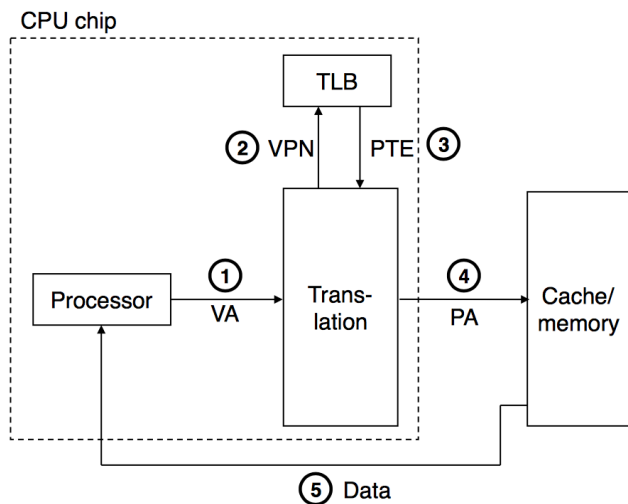 CPU chip
TLB
2 VPN
PTE 3
1
4
Processor
VA
Trans-
lation
PA
Cache/
memory
5 Data